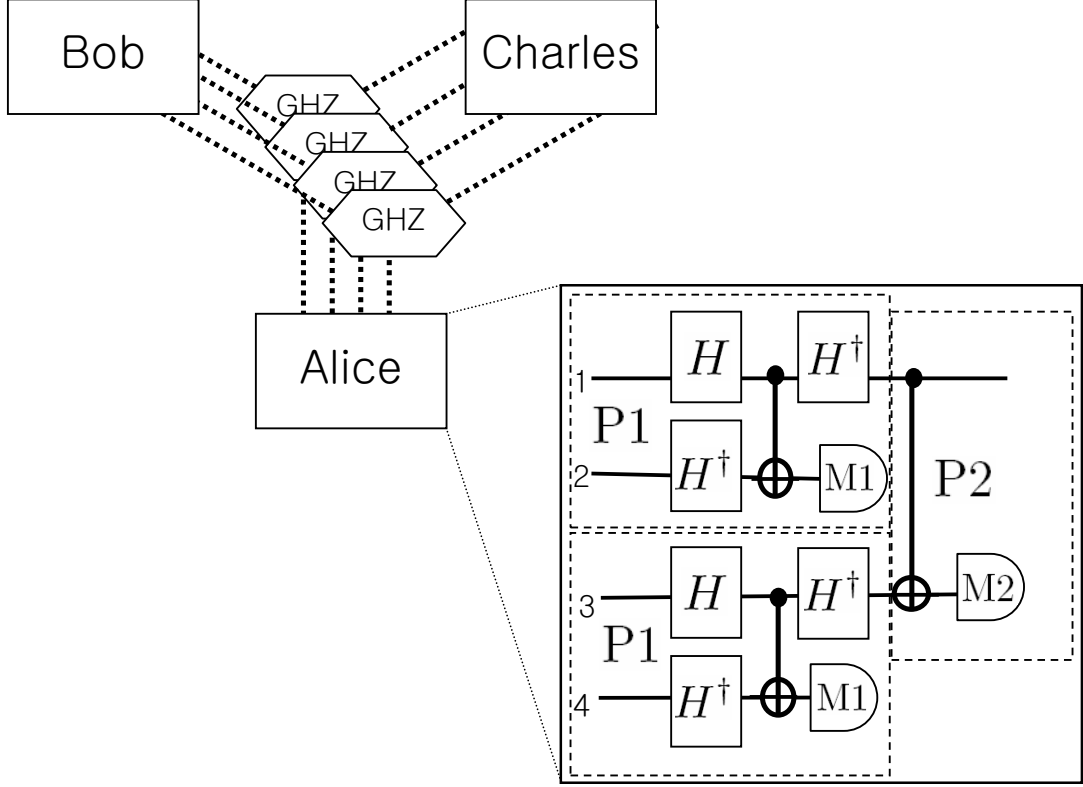 Bob
Charles
GHZ
GHZ
GHZ
GHZ
Alice
1
H
H†
P1
2
H†
M1
P2
3
H
H†
M2
P1
4
H†
M1